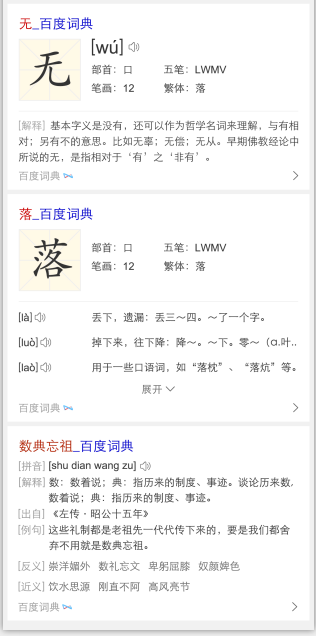 无_百度词典
无
[wú]
部首：口 五笔：LWMV
笔画：12 繁体：落
[解释] 基本字义是没有，还可以作为哲学名词来理解，与有相
对；另有不的意思。比如无辜；无偿；无从。早期佛教经论中
所说的无，是指相对于‘有’之‘非有’。
百度词典
落_百度词典
落
部首：口 五笔：LWMV
笔画：12 繁体：落
[là] 丢下，遗漏：丢三～四。～了一个字。
[luò] 掉下来，往下降：降～。～下。零～（ɑ.叶..
[laò] 用于一些口语词，如“落枕”、“落炕”等。
展开
百度词典
数典忘祖_百度词典
[拼音] [shu dian wang zu]
[解释] 数：数着说；典：指历来的制度、事迹。谈论历来数.
数着说；典：指历来的制度、事迹。
[出自] 《左传·昭公十五年》
[例句] 这些礼制都是老祖先一代代传下来的，要是我们都舍
弃不用就是数典忘祖。
[反义] 崇洋媚外 数礼忘文 卑躬屈膝 奴颜婢色
[近义] 饮水思源 刚直不阿 高风亮节
百度词典